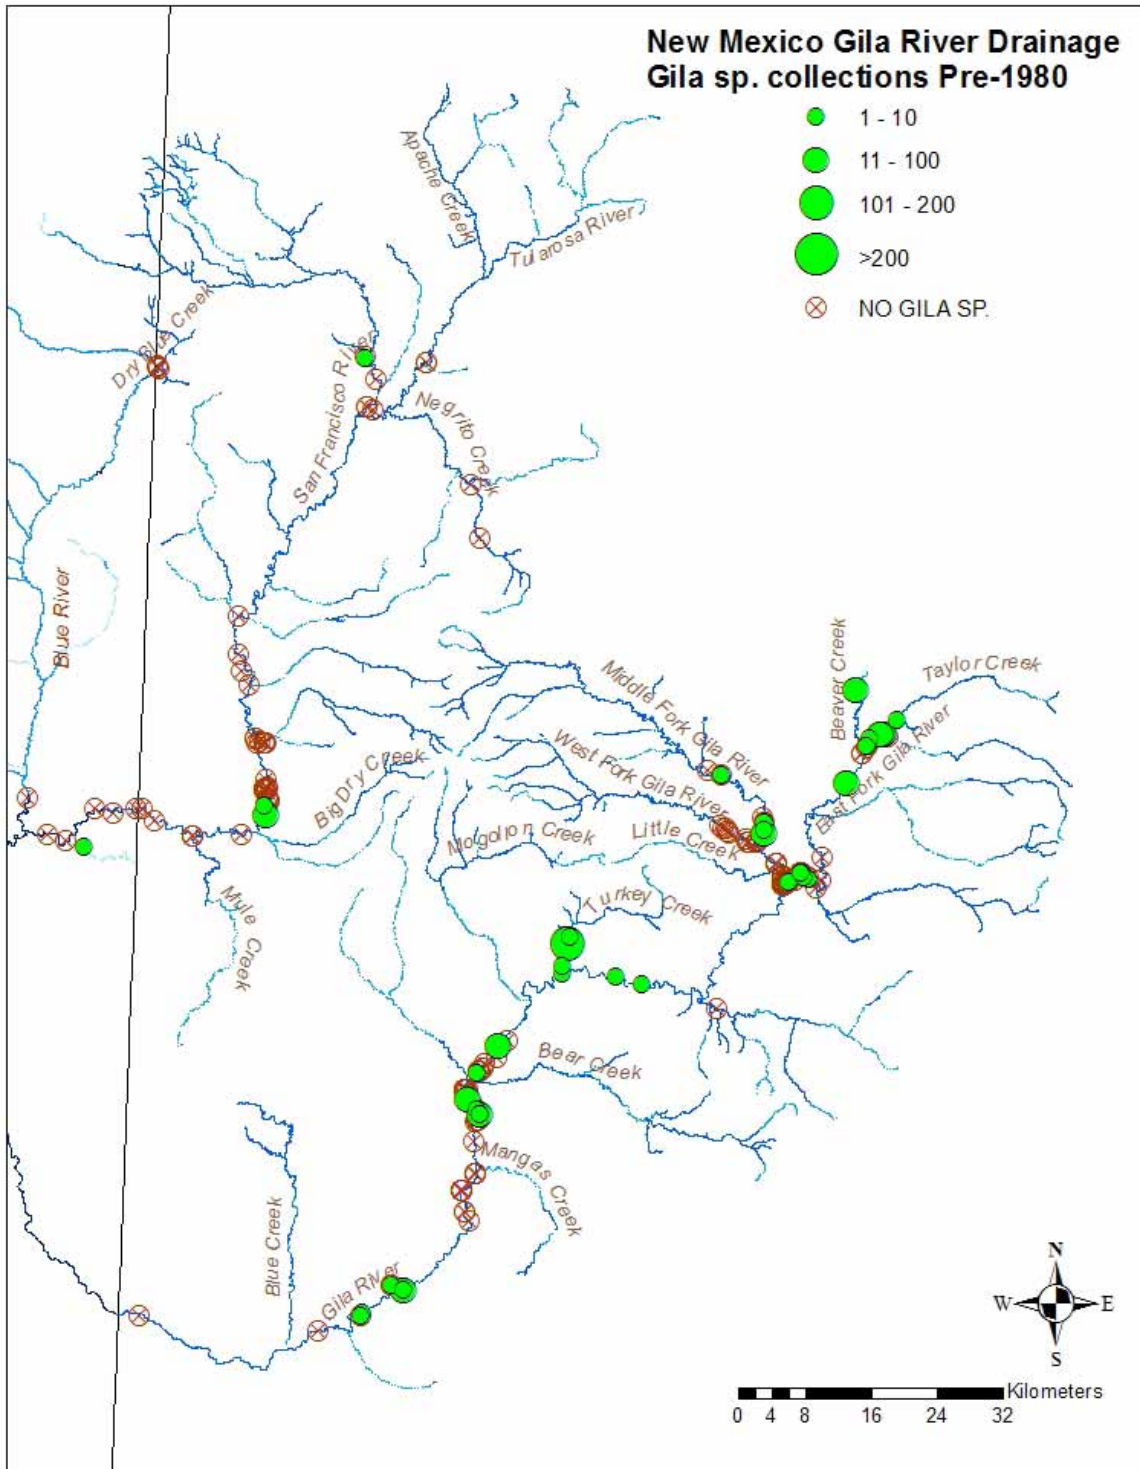 New Mexico Gila River Drainage
Gila sp. collections Pre-1980
1 - 10
11 - 100
101 - 200
>200
NO GILA SP.
Apache Creek
Tularosa River
Dry Blue Creek
San Francisco River
Negrito Creek
Blue River
Beaver Creek
Taylor Creek
Middle Fork Gila River
West Fork Gila River
East Fork Gila River
Big Dry Creek
Mogollon Creek
Little Creek
Turkey Creek
Mule Creek
Bear Creek
Mangas Creek
Blue Creek
Gila River
N
W
E
S
Kilometers
0 4 8 16 24 32